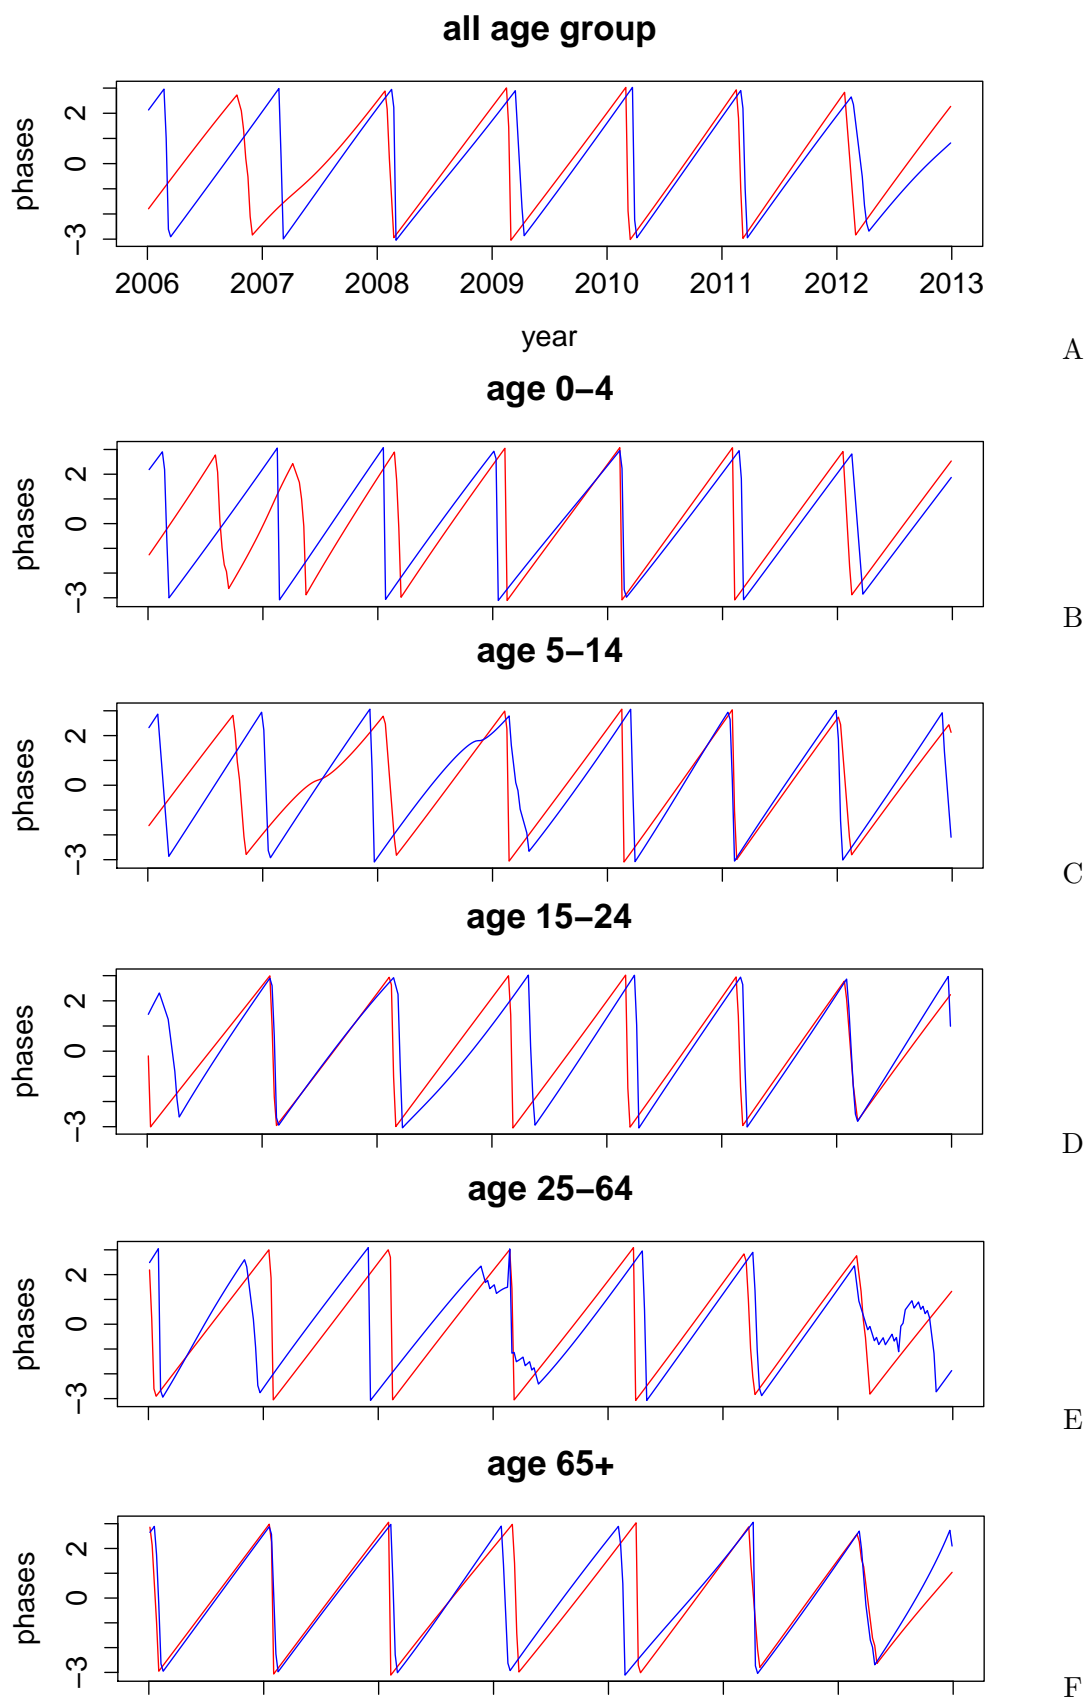 all age group
phases
2
0
−3
2006 2007 2008 2009 2010 2011 2012 2013
year
A
age 0−4
phases
2
0
−3
B
age 5−14
phases
2
0
−3
C
age 15−24
phases
2
0
−3
D
age 25−64
phases
2
0
−3
E
age 65+
phases
2
0
−3
F